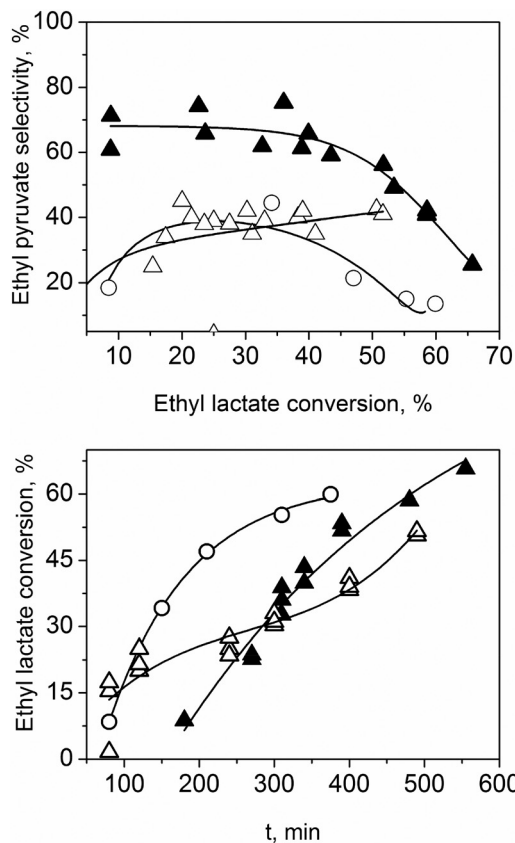 Ethyl pyruvate selectivity, %
100
80
60
40
20
10 20 30 40 50 60 70
Ethyl lactate conversion, %
Ethyl lactate conversion, %
60
45
30
15
0
100 200 300 400 500 600
t, min